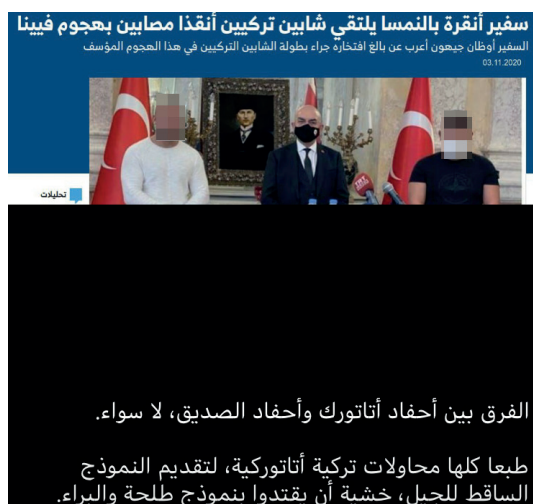 سفير أنقرة بالنمسا يلتقي شابين تركيين أنقذا مصابين بهجوم فيينا
السفير أوظان جيهون أعرب عن بالغ افتخاره جراء بطولة الشابين التركيين في هذا الهجوم المؤسف
03.11.2020
تحليلات
الفرق بين أحفاد أتاتورك وأحفاد الصديق، لا سواء.
طبعا كلها محاولات تركية أتاتوركية، لتقديم النموذج
الساقط للجيل، خشية أن يقتدوا بنموذج طلحة والبراء.